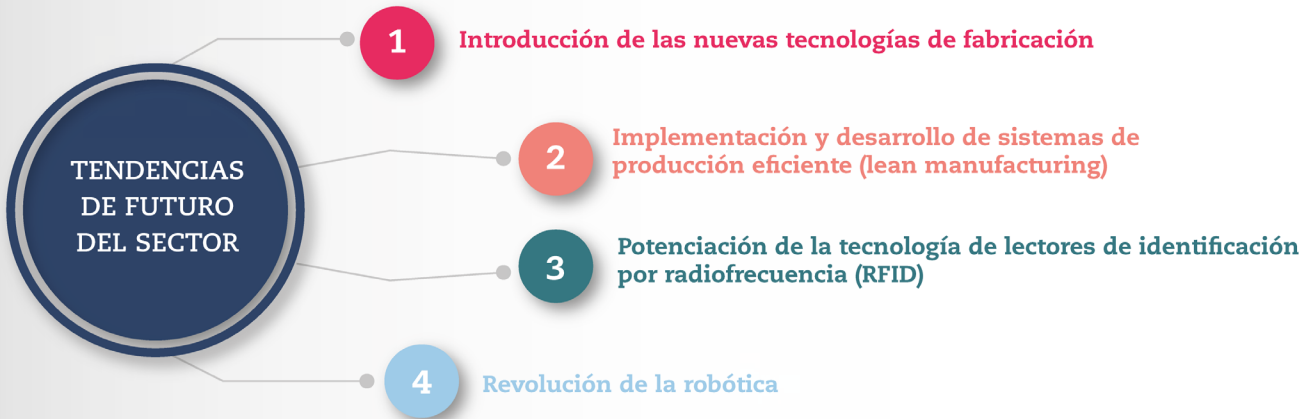 TENDENCIAS
DE FUTURO
DEL SECTOR
1
Introducción de las nuevas tecnologías de fabricación
2
Implementación y desarrollo de sistemas de
producción eficiente (lean manufacturing)
3
Potenciación de la tecnología de lectores de identificación
por radiofrecuencia (RFID)
4
Revolución de la robótica